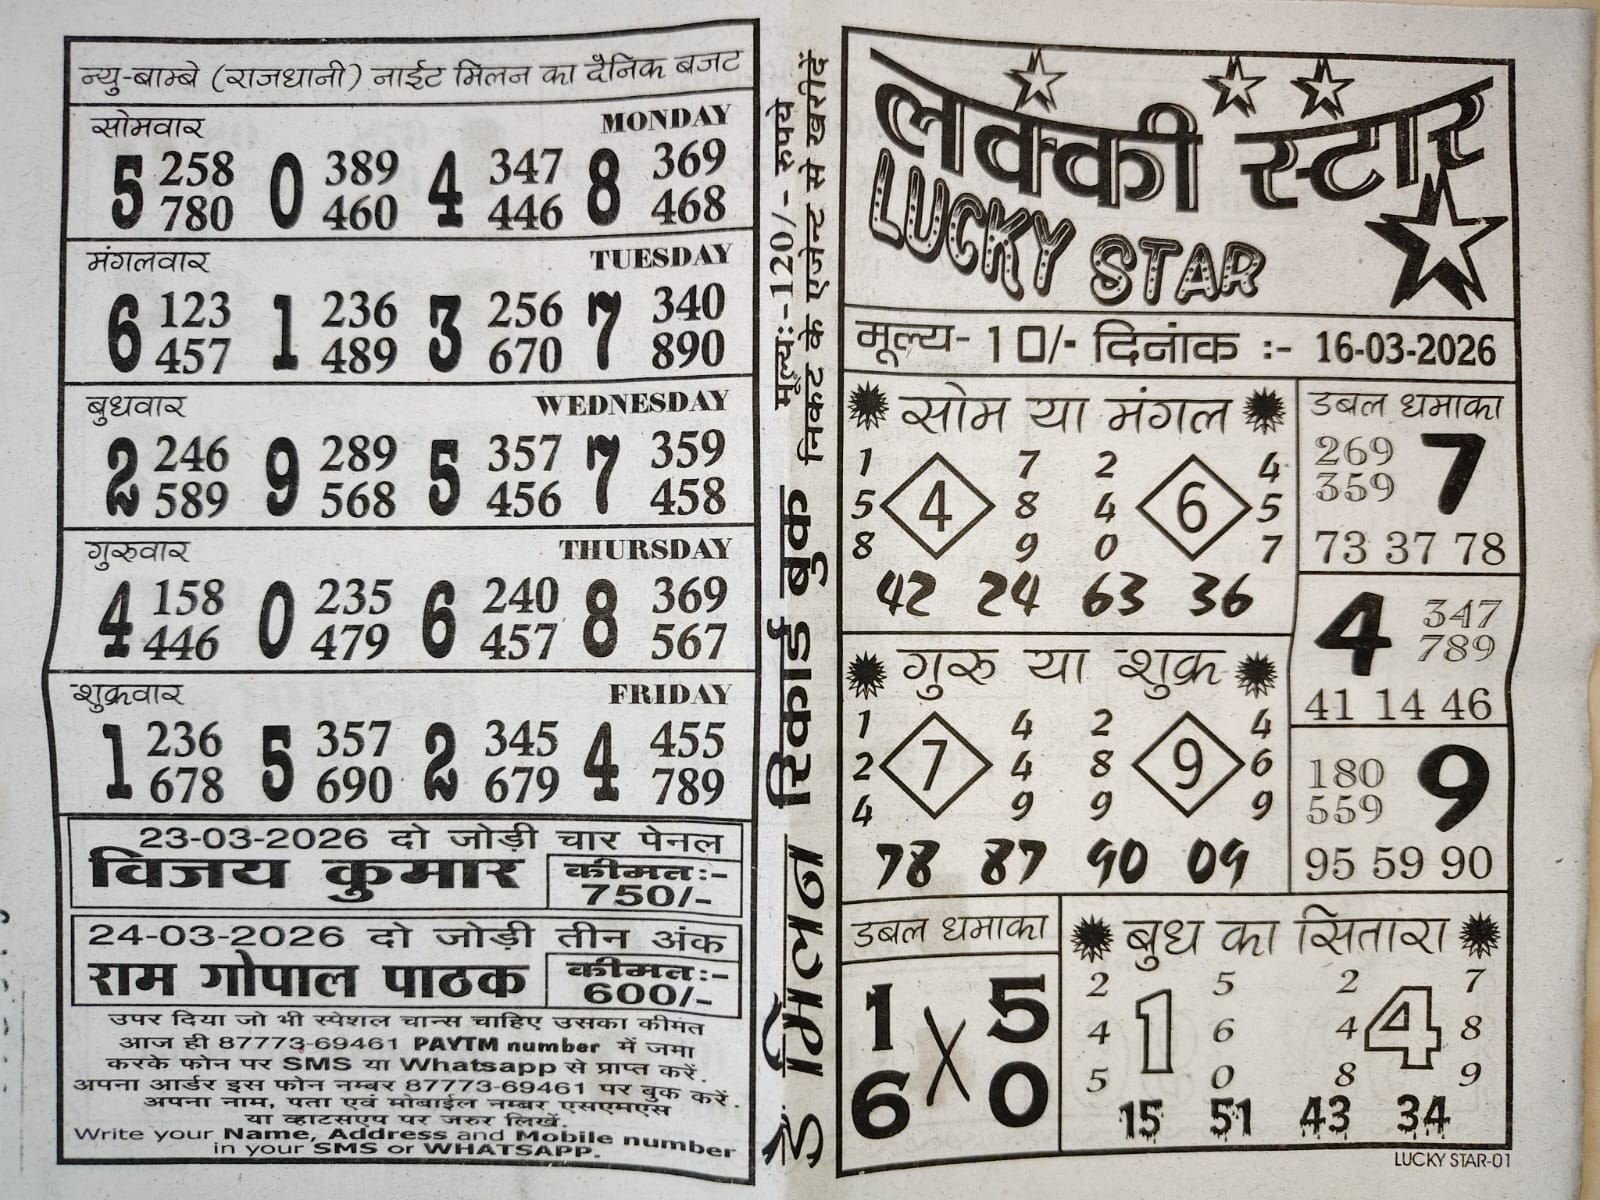 न्यु-बाम्बे (राजधानी) नाईट मिलन का दैनिक बजट
सोमवार MONDAY
5 258 780 0 389 460 4 347 446 8 369 468
मंगलवार TUESDAY
6 123 457 1 236 489 3 256 670 7 340 890
बुधवार WEDNESDAY
2 246 589 9 289 568 5 357 456 7 359 458
गुरुवार THURSDAY
4 158 446 0 235 479 6 240 457 8 369 567
शुक्रवार FRIDAY
1 236 678 5 357 690 2 345 679 4 455 789
23-03-2026 दो जोड़ी चार पेनल
विजय कुमार
कीमतः-
750/-
24-03-2026 दो जोड़ी तीन अंक
राम गोपाल पाठक
कीमतः-
600/-
उपर दिया जो भी स्पेशल चान्स चाहिए उसका कीमत
आज ही 87773-69461 PAYTM number में जमा
करके फोन पर SMS या Whatsapp से प्राप्त करें.
अपना आर्डर इस फोन नम्बर 87773-69461 पर बुक करें.
अपना नाम, पता एवं मोबाईल नम्बर एसएमएस
या व्हाटसएप पर जरुर लिखें.
Write your Name, Address and Mobile number
in your SMS or WHATSAPP.
डे मिलन रिकार्ड बुक
मूल्यः-120/- रुपये
निकट के एजेन्ट से खरीदें
लक्की स्टार
LUCKY STAR
मूल्य- 10/- दिनांक :- 16-03-2026
सोम या मंगल
1 7 2 4
5 4 8 4 6 5
8 9 0 7
42 24 63 36
डबल धमाका
269
359
7
73 37 78
4
347
789
41 14 46
180
559
9
95 59 90
गुरु या शुक्र
1 4 2 4
2 7 4 8 9 6
4 9 9 9
78 87 90 09
डबल धमाका
1 5
X
6 0
बुध का सितारा
2 5 2 7
4 1 6 4 4 8
5 0 8 9
15 51 43 34
LUCKY STAR-01